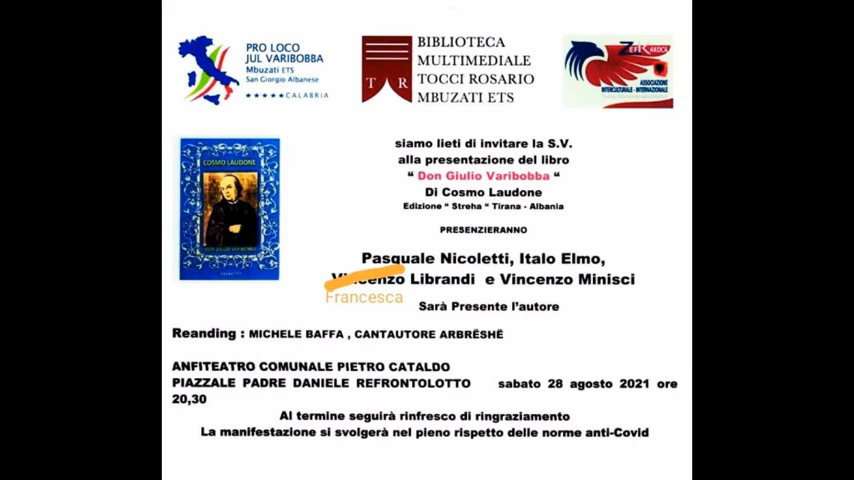 PRO LOCO
JUL VARIBOBBA
Mbuzati ETS
San Giorgio Albanese
CALABRIA
T R
BIBLIOTECA
MULTIMEDIALE
TOCCI ROSARIO
MBUZATI ETS
ASSOCIAZIONE
INTERCULTURALE - INTERNAZIONALE
COSMO LAUDONE
DON GIULIO VARIBOBBA
siamo lieti di invitare la S.V.
alla presentazione del libro
“ Don Giulio Varibobba “
Di Cosmo Laudone
Edizione “ Streha “ Tirana - Albania
PRESENZIERANNO
Pasquale Nicoletti, Italo Elmo,
Vincenzo Librandi e Vincenzo Minisci
Francesca
Sarà Presente l’autore
Reanding : MICHELE BAFFA , CANTAUTORE ARBRËSHË
ANFITEATRO COMUNALE PIETRO CATALDO
PIAZZALE PADRE DANIELE REFRONTOLOTTO sabato 28 agosto 2021 ore
20,30
Al termine seguirà rinfresco di ringraziamento
La manifestazione si svolgerà nel pieno rispetto delle norme anti-Covid